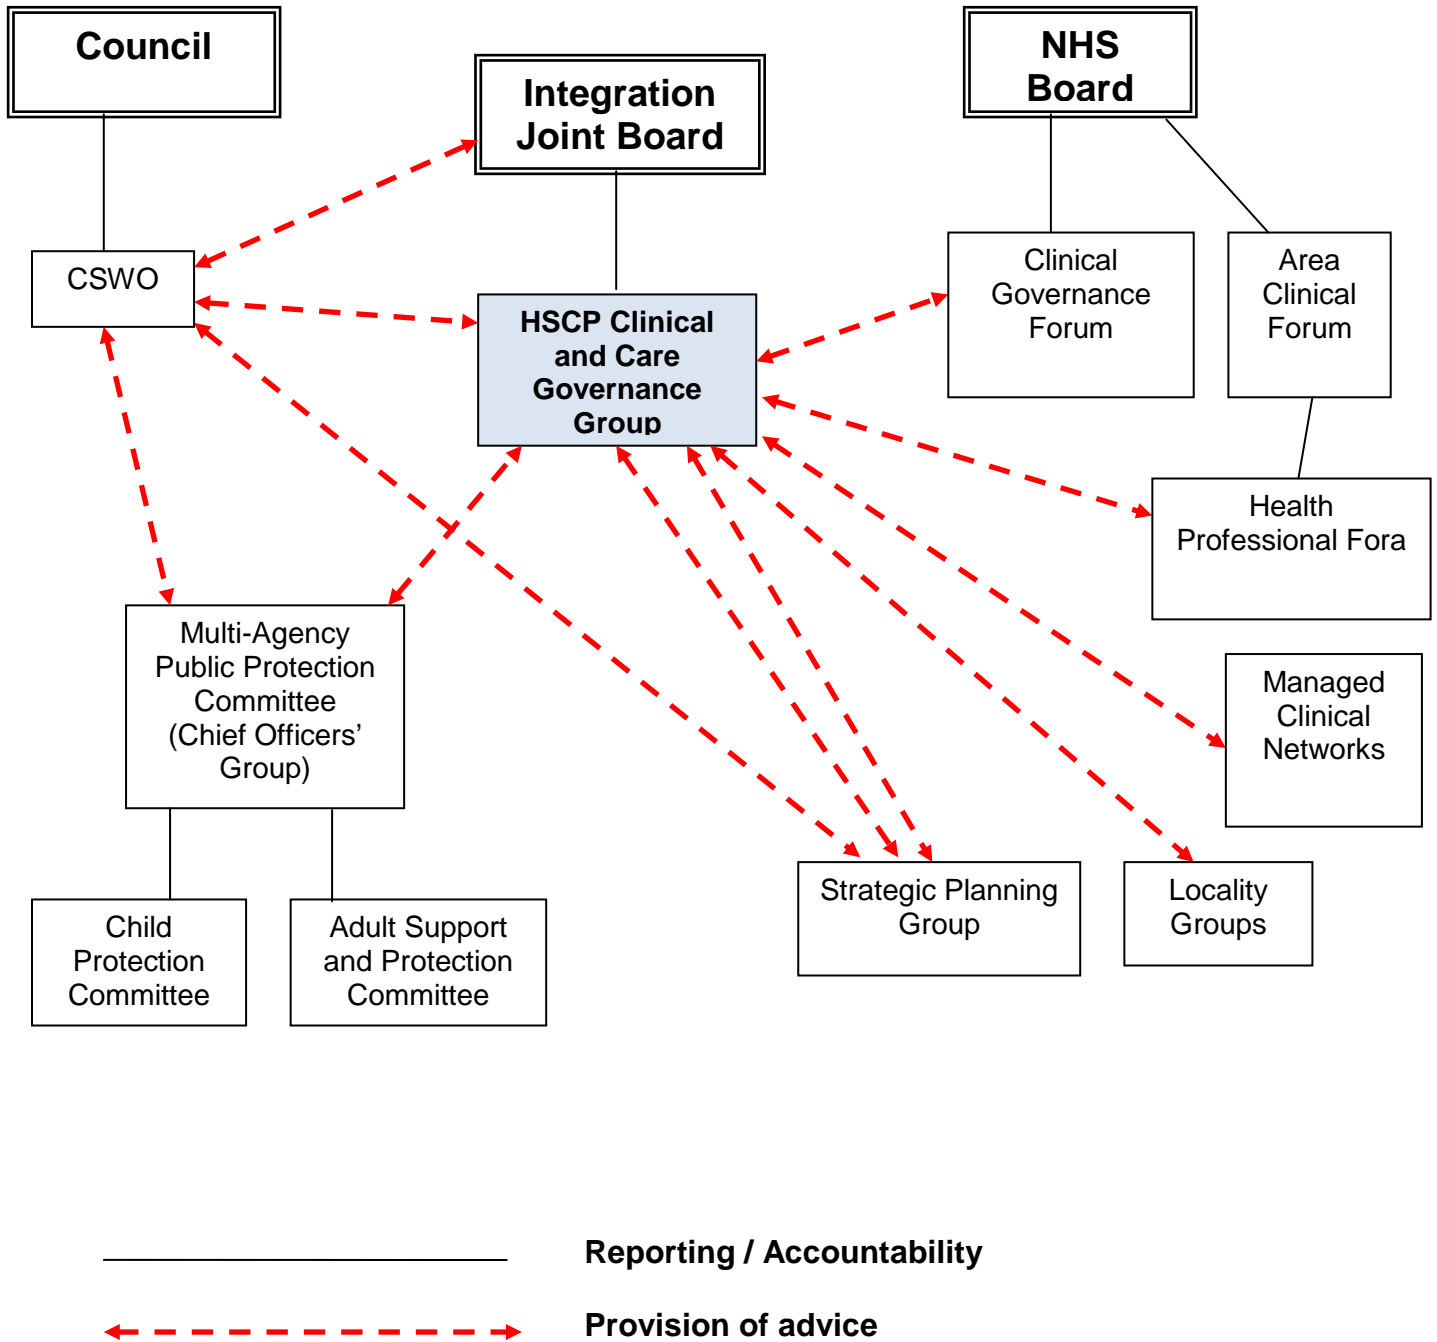 Council
Integration
Joint Board
NHS
Board
CSWO
HSCP Clinical
and Care
Governance
Group
Clinical
Governance
Forum
Area
Clinical
Forum
Health
Professional Fora
Multi-Agency
Public Protection
Committee
(Chief Officers’
Group)
Managed
Clinical
Networks
Strategic Planning
Group
Locality
Groups
Child
Protection
Committee
Adult Support
and Protection
Committee
Reporting / Accountability
Provision of advice